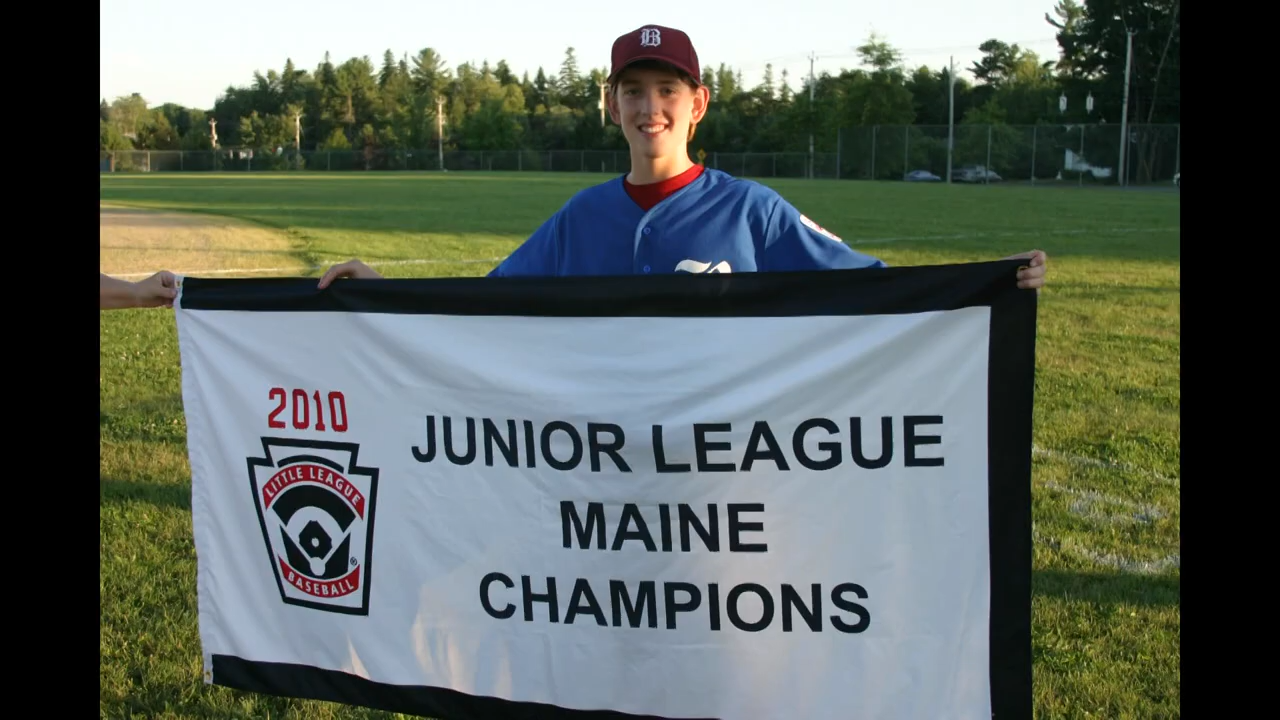 B
2010
LITTLE LEAGUE
BASEBALL
®
JUNIOR LEAGUE
MAINE
CHAMPIONS